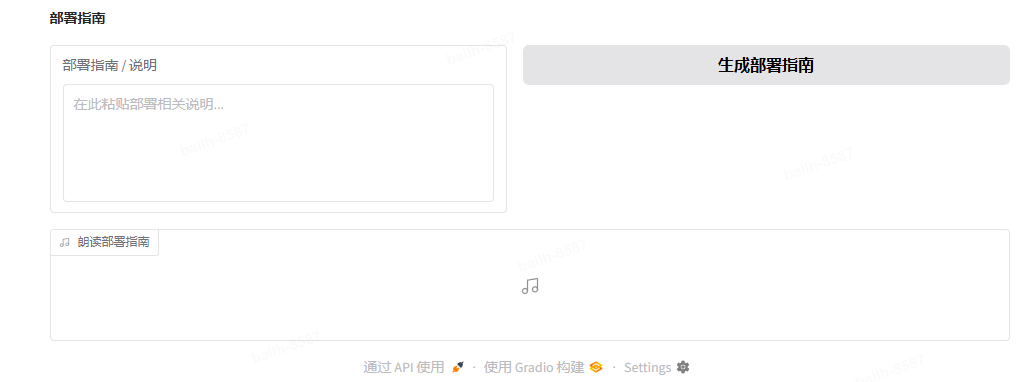 部署指南
部署指南 / 说明
生成部署指南
在此粘贴部署相关说明...
朗读部署指南
通过 API 使用 · 使用 Gradio 构建 · Settings